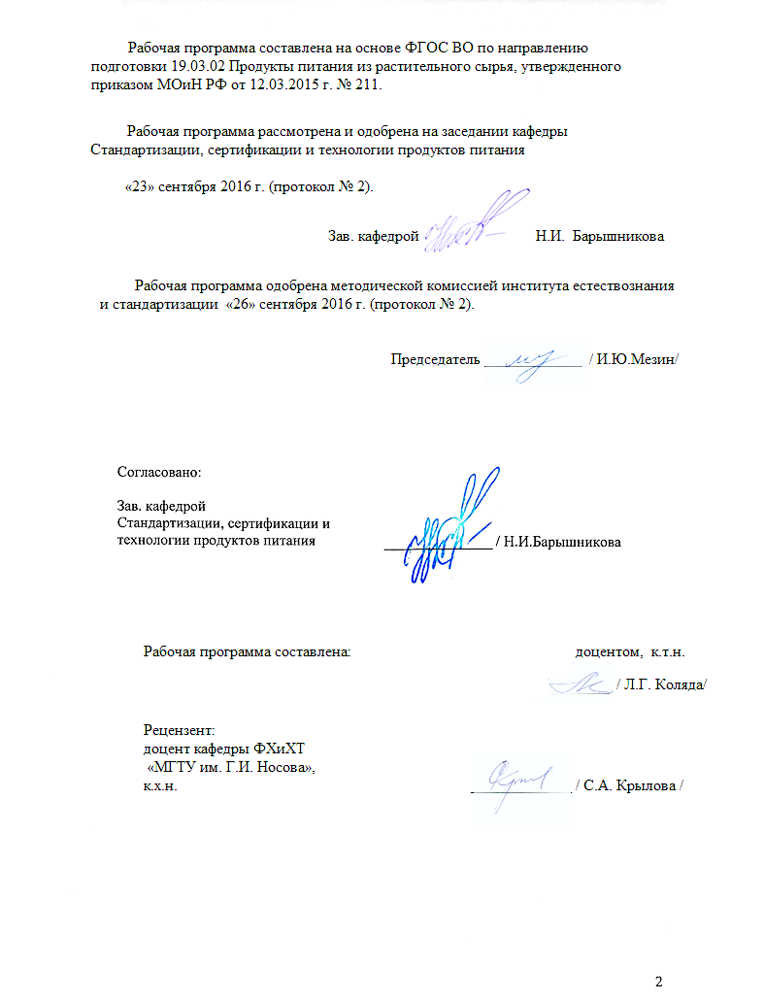 Рабочая программа составлена на основе ФГОС ВО по направлению
подготовки 19.03.02 Продукты питания из растительного сырья, утвержденного
приказом МОиН РФ от 12.03.2015 г. № 211.
Рабочая программа рассмотрена и одобрена на заседании кафедры
Стандартизации, сертификации и технологии продуктов питания
«23» сентября 2016 г. (протокол № 2).
Зав. кафедрой Н.И. Барышникова
Рабочая программа одобрена методической комиссией института естествознания
и стандартизации «26» сентября 2016 г. (протокол № 2).
Председатель ____________ / И.Ю.Мезин/
Согласовано:
Зав. кафедрой
Стандартизации, сертификации и
технологии продуктов питания ______________ / Н.И.Барышникова
Рабочая программа составлена: доцентом, к.т.н.
________ / Л.Г. Коляда/
Рецензент:
доцент кафедры ФХиХТ
«МГТУ им. Г.И. Носова»,
к.х.н. _____________ / С.А. Крылова /
2